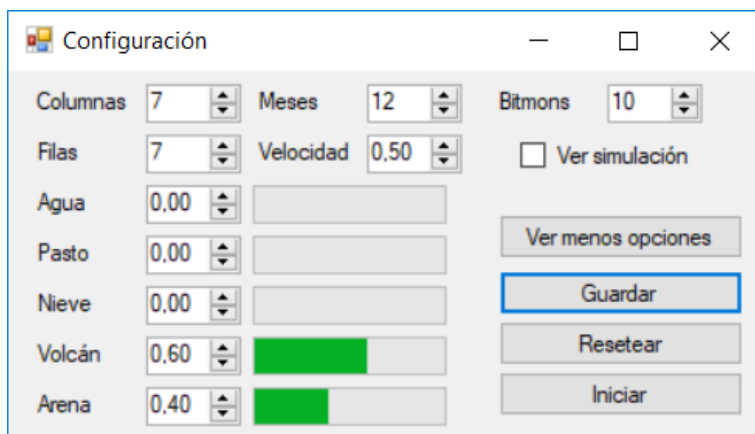 Configuración
Columnas 7 Meses 12 Bitmons 10
Filas 7 Velocidad 0,50 Ver simulación
Agua 0,00
Ver menos opciones
Pasto 0,00
Guardar
Nieve 0,00
Resetear
Volcán 0,60
Iniciar
Arena 0,40